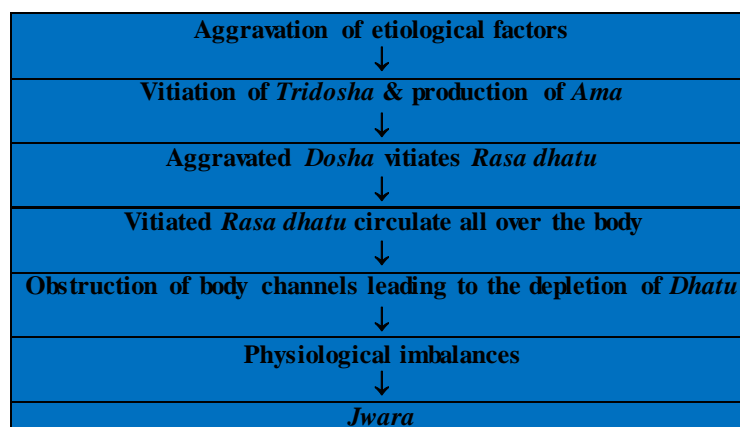 Aggravation of etiological factors
↓
Vitiation of Tridosha & production of Ama
↓
Aggravated Dosha vitiates Rasa dhatu
↓
Vitiated Rasa dhatu circulate all over the body
↓
Obstruction of body channels leading to the depletion of Dhatu
↓
Physiological imbalances
↓
Jwara